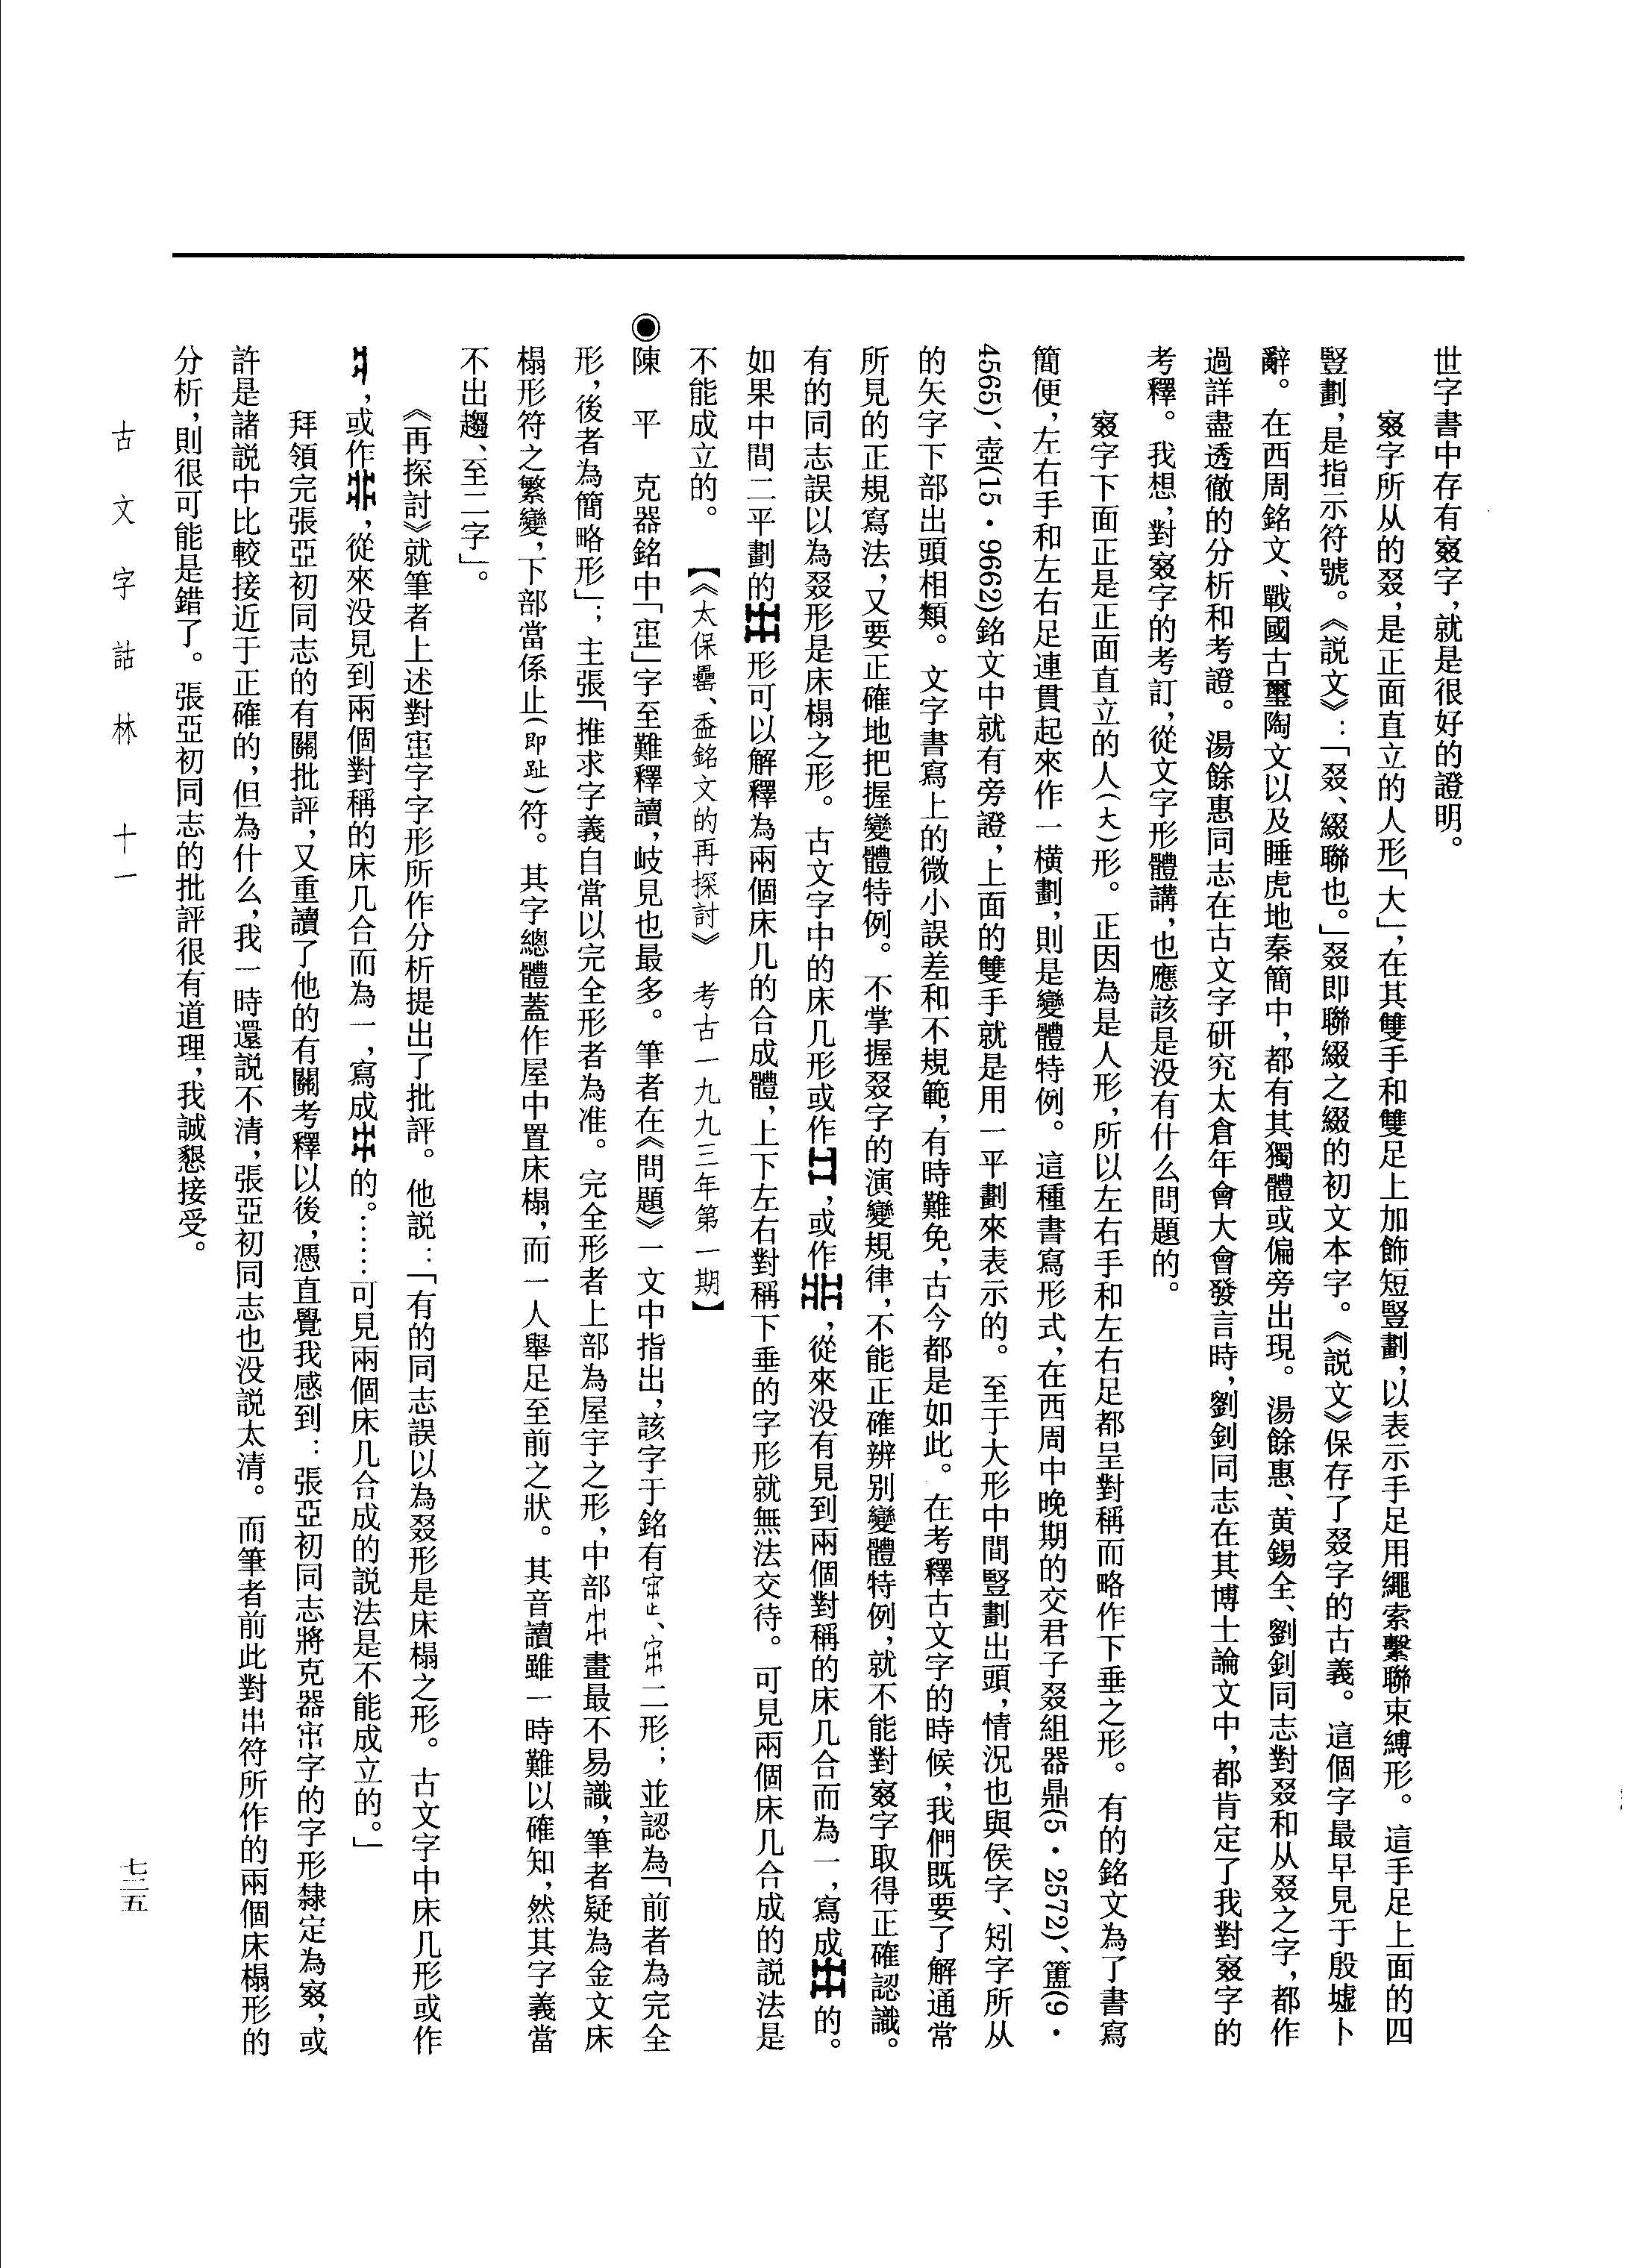 世字書中存有㝡字，就是很好的證明。
㝡字所从的叕，是正面直立的人形「大」，在其雙手和雙足上加飾短豎劃，以表示手足用繩索繫聯束縛形。這手足上面的四
豎劃，是指示符號。《説文》：「叕、綴聯也。」叕即聯綴之綴的初文本字。《説文》保存了叕字的古義。這個字最早見于殷墟卜
辭。在西周銘文、戰國古璽陶文以及睡虎地秦簡中，都有其獨體或偏旁出現。湯餘惠、黄錫全、劉釗同志對叕和从叕之字，都作
過詳盡透徹的分析和考證。湯餘惠同志在古文字研究太倉年會大會發言時，劉釗同志在其博士論文中，都肯定了我對字的
考釋。我想，對字的考訂，從文字形體講，也應該是没有什么問題的。
字下面正是正面直立的人（大）形。正因為是人形，所以左右手和左右足都呈對稱而略作下垂之形。有的銘文為了書寫
簡便，左右手和左右足連貫起來作一横劃，則是變體特例。這種書寫形式，在西周中晚期的交君子叕組器鼎(5·2572)、簠(9·
4565)、壺(15·9662)銘文中就有旁證，上面的雙手就是用一平劃來表示的。至于大形中間豎劃出頭，情況也與侯字、矧字所从
的矢字下部出頭相類。文字書寫上的微小誤差和不規範，有時難免，古今都是如此。在考釋古文字的時候，我們既要了解通常
所見的正規寫法，又要正確地把握變體特例。不掌握叕字的演變規律，不能正確辨别變體特例，就不能對字取得正確認識。
有的同志誤以為叕形是床榻之形。古文字中的床几形或作，或作，從來没有見到兩個對稱的床几合而為一，寫成的。
如果中間二平劃的形可以解釋為兩個床几的合成體，上下左右對稱下垂的字形就無法交待。可見兩個床几合成的説法是
不能成立的。　【《太保罍、盉銘文的再探討》　考古一九九三年第一期】
◉陳　平　克器銘中「」字至難釋讀，岐見也最多。筆者在《問題》一文中指出，該字于銘有、二形；並認為「前者為完全
形，後者為簡略形」；主張「推求字義自當以完全形者為准。完全形者上部為屋宇之形，中部畫最不易識，筆者疑為金文床
榻形符之繁變，下部當係止（即趾）符。其字總體蓋作屋中置床榻，而一人舉足至前之狀。其音讀雖一時難以確知，然其字義當
不出趨、至二字」。
《再探討》就筆者上述對字字形所作分析提出了批評。他説：「有的同志誤以為叕形是床榻之形。古文字中床几形或作
，或作，從來没見到兩個對稱的床几合而為一，寫成的。……可見兩個床几合成的説法是不能成立的。」
拜領完張亞初同志的有關批評，又重讀了他的有關考釋以後，憑直覺我感到：張亞初同志將克器字的字形隸定為，或
許是諸説中比較接近于正確的，但為什么，我一時還説不清，張亞初同志也没説太清。而筆者前此對符所作的兩個床榻形的
分析，則很可能是錯了。張亞初同志的批評很有道理，我誠懇接受。
古文字詁林　十一
七三五